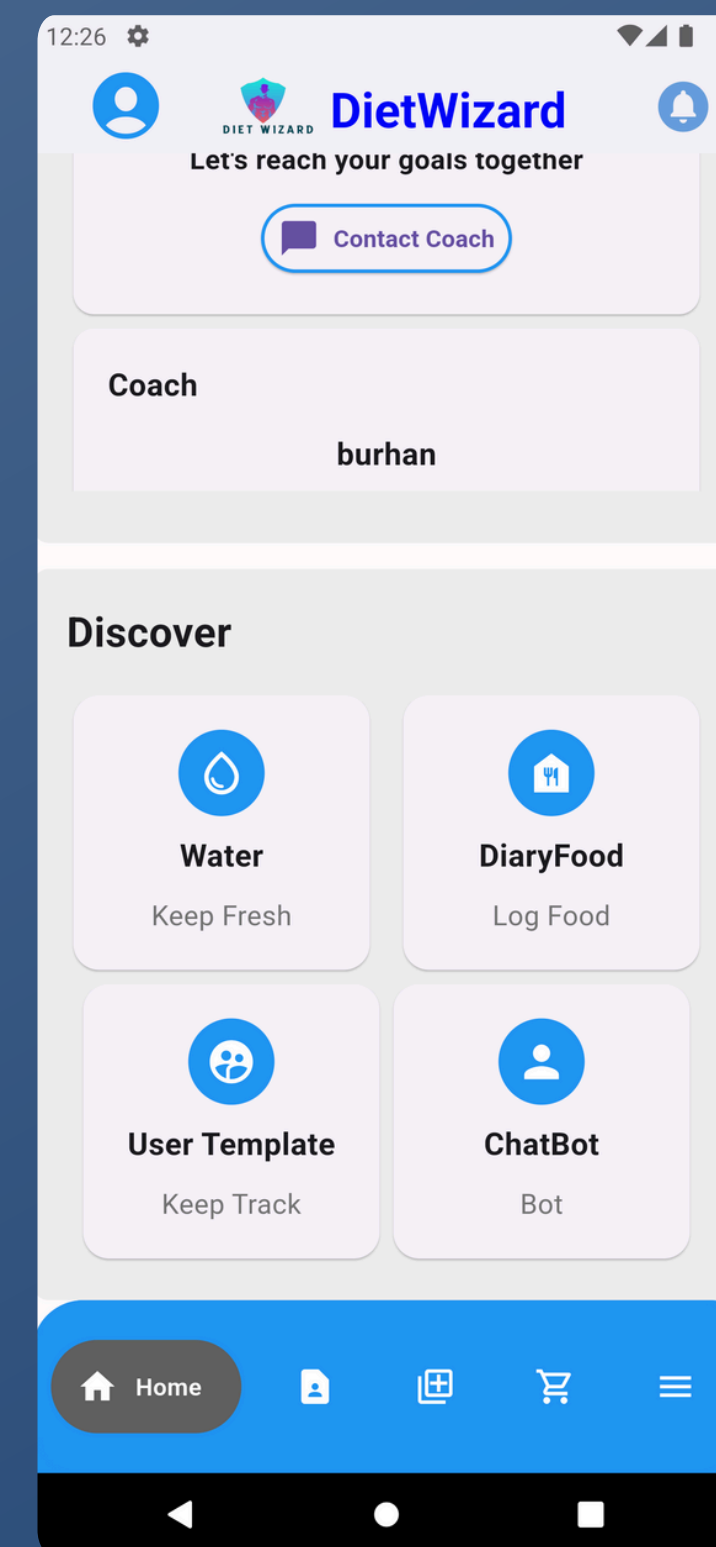 12:26
DIET WIZARD
DietWizard
Let's reach your goals together
Contact Coach
Coach
burhan
Discover
Water
DiaryFood
Keep Fresh
Log Food
User Template
ChatBot
Keep Track
Bot
Home